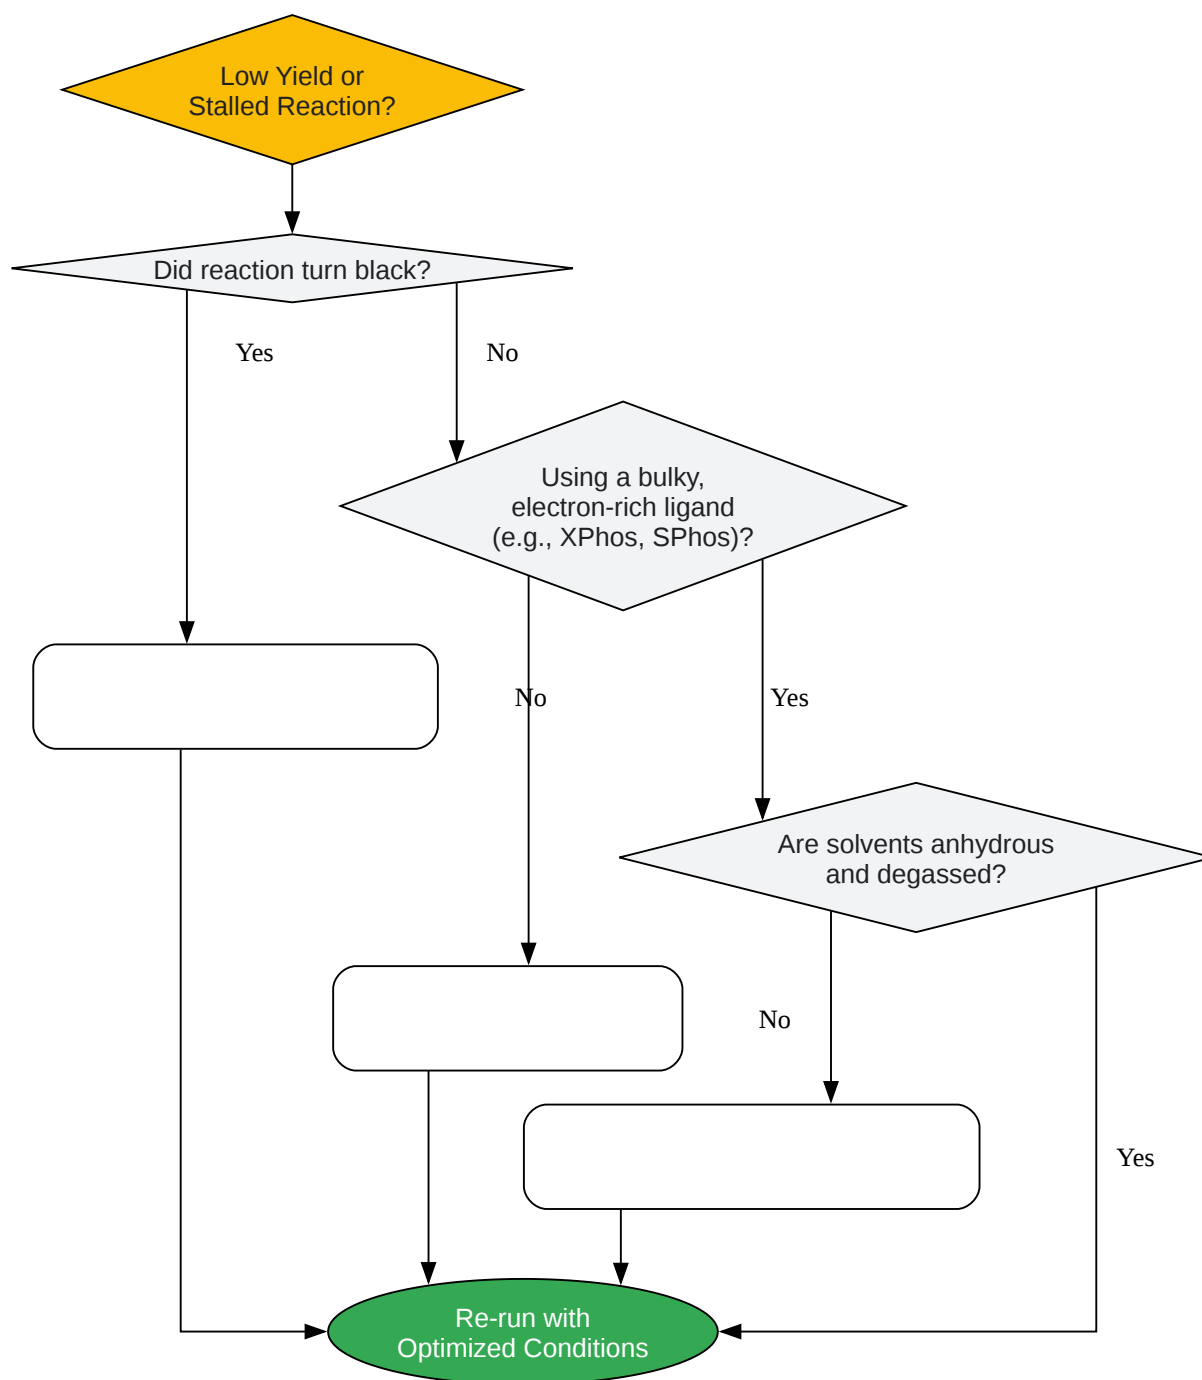 Low Yield or
Stalled Reaction?
Did reaction turn black?
Yes
No
Using a bulky,
electron-rich ligand
(e.g., XPhos, SPhos)?
No
Yes
Are solvents anhydrous
and degassed?
No
Yes
Re-run with
Optimized Conditions